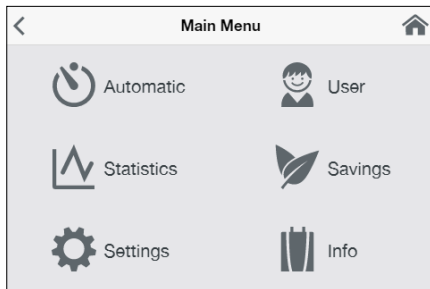 Main Menu
Automatic
User
Statistics
Savings
Settings
Info